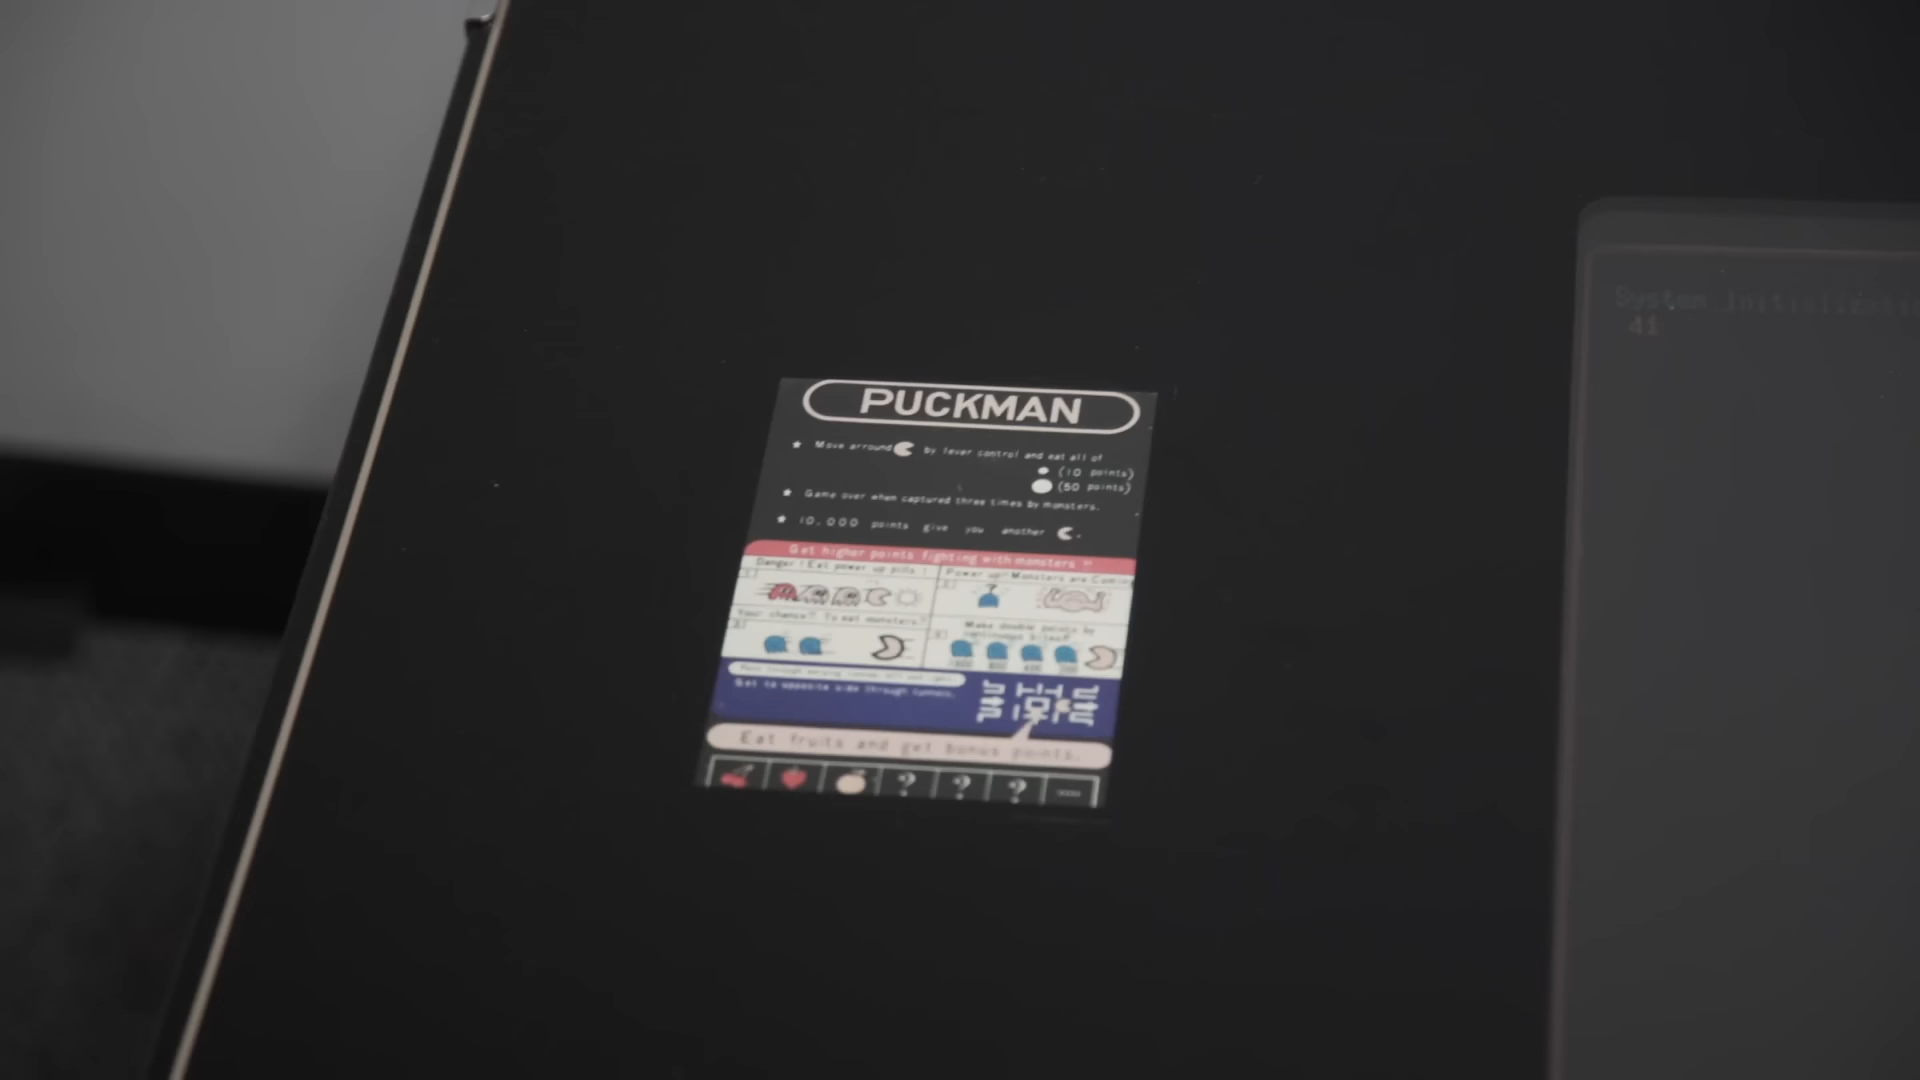 PUCKMAN
★ Move arround by lever control and eat all of
(10 points)
(50 points)
★ Game over when captured three times by monsters.
★ 10.000 points give you another .
Get higher points fighting with monsters !!
Danger ! Eat power up pills !
Power up! Monsters are Coming
Your chance!! To eat monsters!!
Make double points by
continuous bites!!
Get to opposite side through tunnels.
Eat fruits and get bonus points.
? ? ?
System Initialization
41